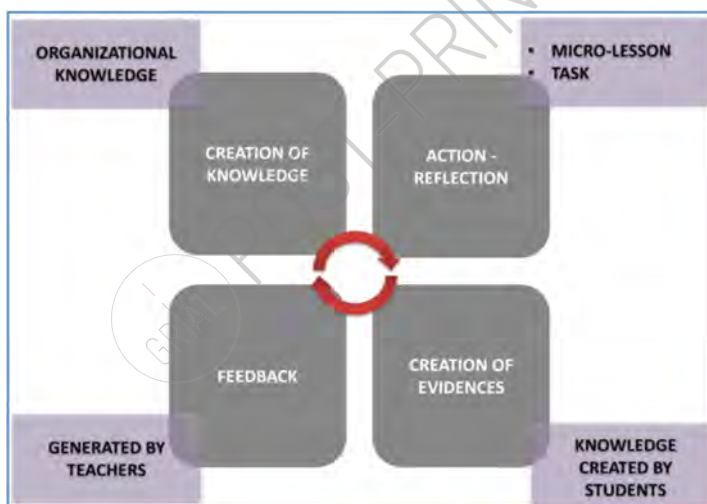 ORGANIZATIONAL
KNOWLEDGE
• MICRO-LESSON
• TASK
CREATION OF
KNOWLEDGE
ACTION -
REFLECTION
FEEDBACK
CREATION OF
EVIDENCES
GENERATED BY
TEACHERS
KNOWLEDGE
CREATED BY
STUDENTS
GRIAL